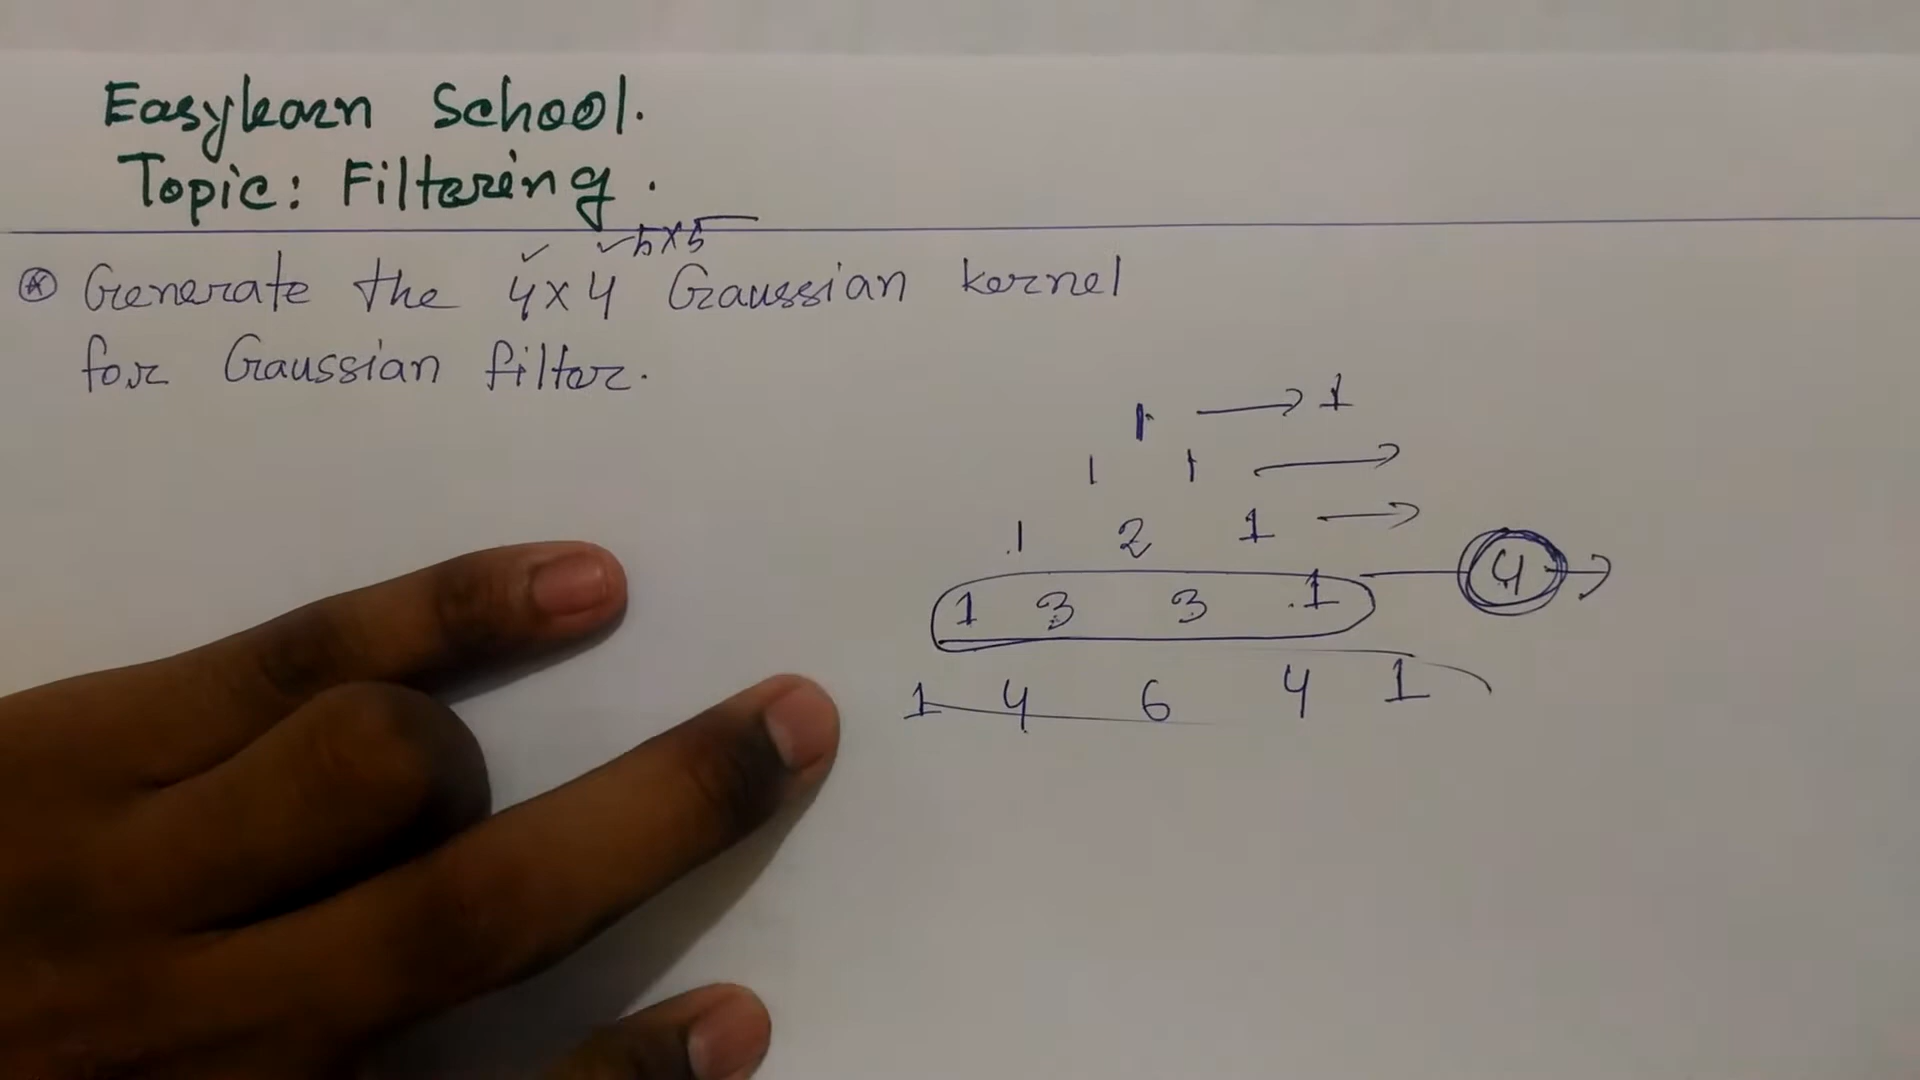 Easylearn School.
Topic: Filtering.
5x5
Generate the 4x4 Gaussian kernel
for Gaussian filter.
1 → 1
1 1 →
1 2 1 →
1 3 3 1 → 4
1 4 6 4 1